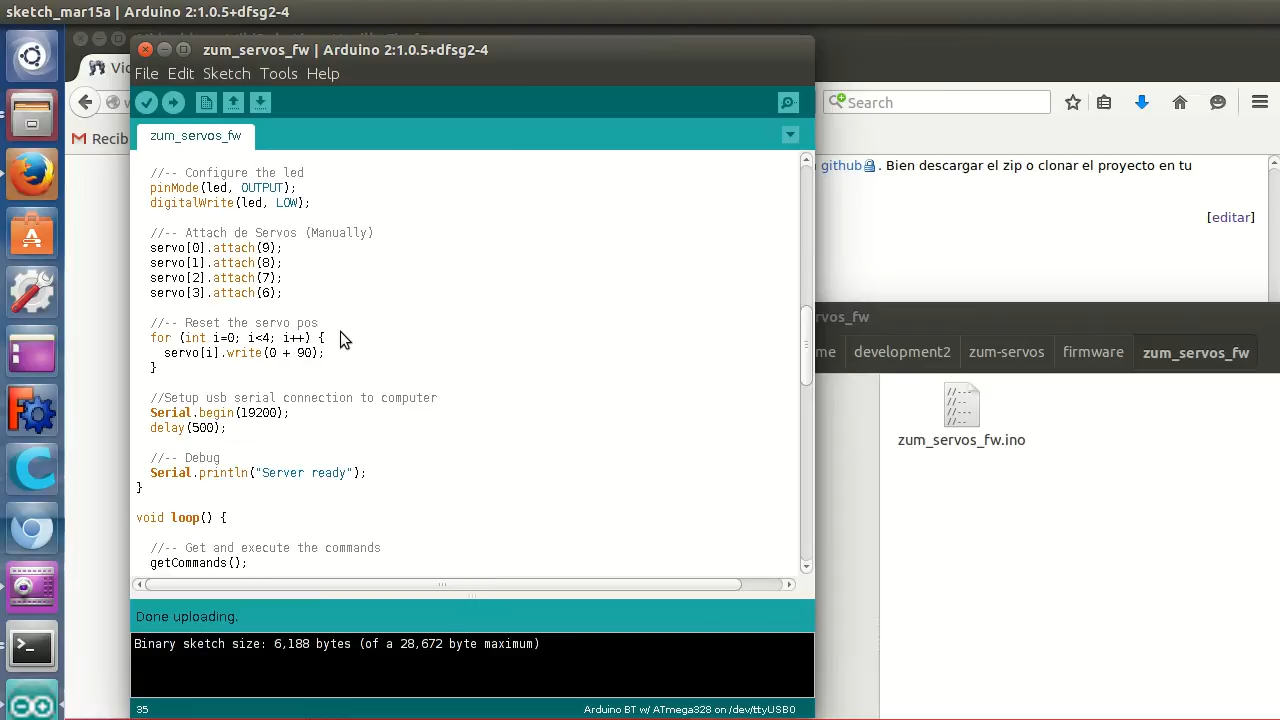 sketch_mar15a | Arduino 2:1.0.5+dfsg2-4
zum_servos_fw | Arduino 2:1.0.5+dfsg2-4
File Edit Sketch Tools Help
Vi
Search
Recib
zum_servos_fw
//-- Configure the led
pinMode(led, OUTPUT);
digitalWrite(led, LOW);
//-- Attach de Servos (Manually)
servo[0].attach(9);
servo[1].attach(8);
servo[2].attach(7);
servo[3].attach(6);
//-- Reset the servo pos
for (int i=0; i<4; i++) {
servo[i].write(0 + 90);
}
//Setup usb serial connection to computer
Serial.begin(19200);
delay(500);
//-- Debug
Serial.println("Server ready");
}
void loop() {
//-- Get and execute the commands
getCommands();
Done uploading.
Binary sketch size: 6,188 bytes (of a 28,672 byte maximum)
35
Arduino BT w/ ATmega328 on /dev/ttyUSB0
github. Bien descargar el zip o clonar el proyecto en tu
[editar]
rvos_fw
me development2 zum-servos firmware zum_servos_fw
//---
//--
//---
//--
zum_servos_fw.ino